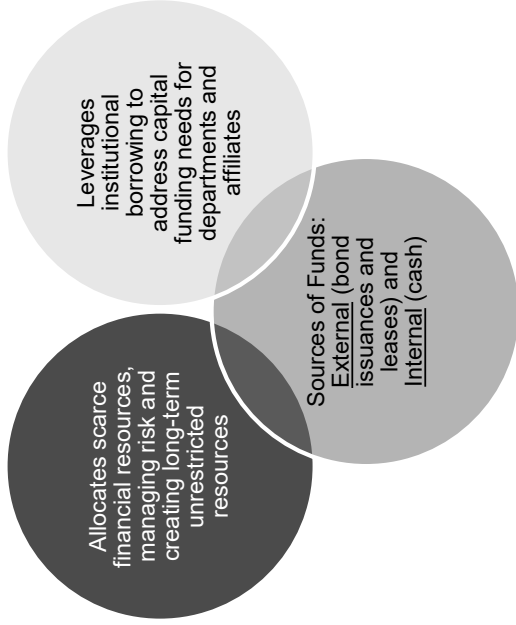 Allocates scarce
financial resources,
managing risk and
creating long-term
unrestricted
resources
Leverages
institutional
borrowing to
address capital
funding needs for
departments and
affiliates
Sources of Funds:
External (bond
issuances and
leases) and
Internal (cash)